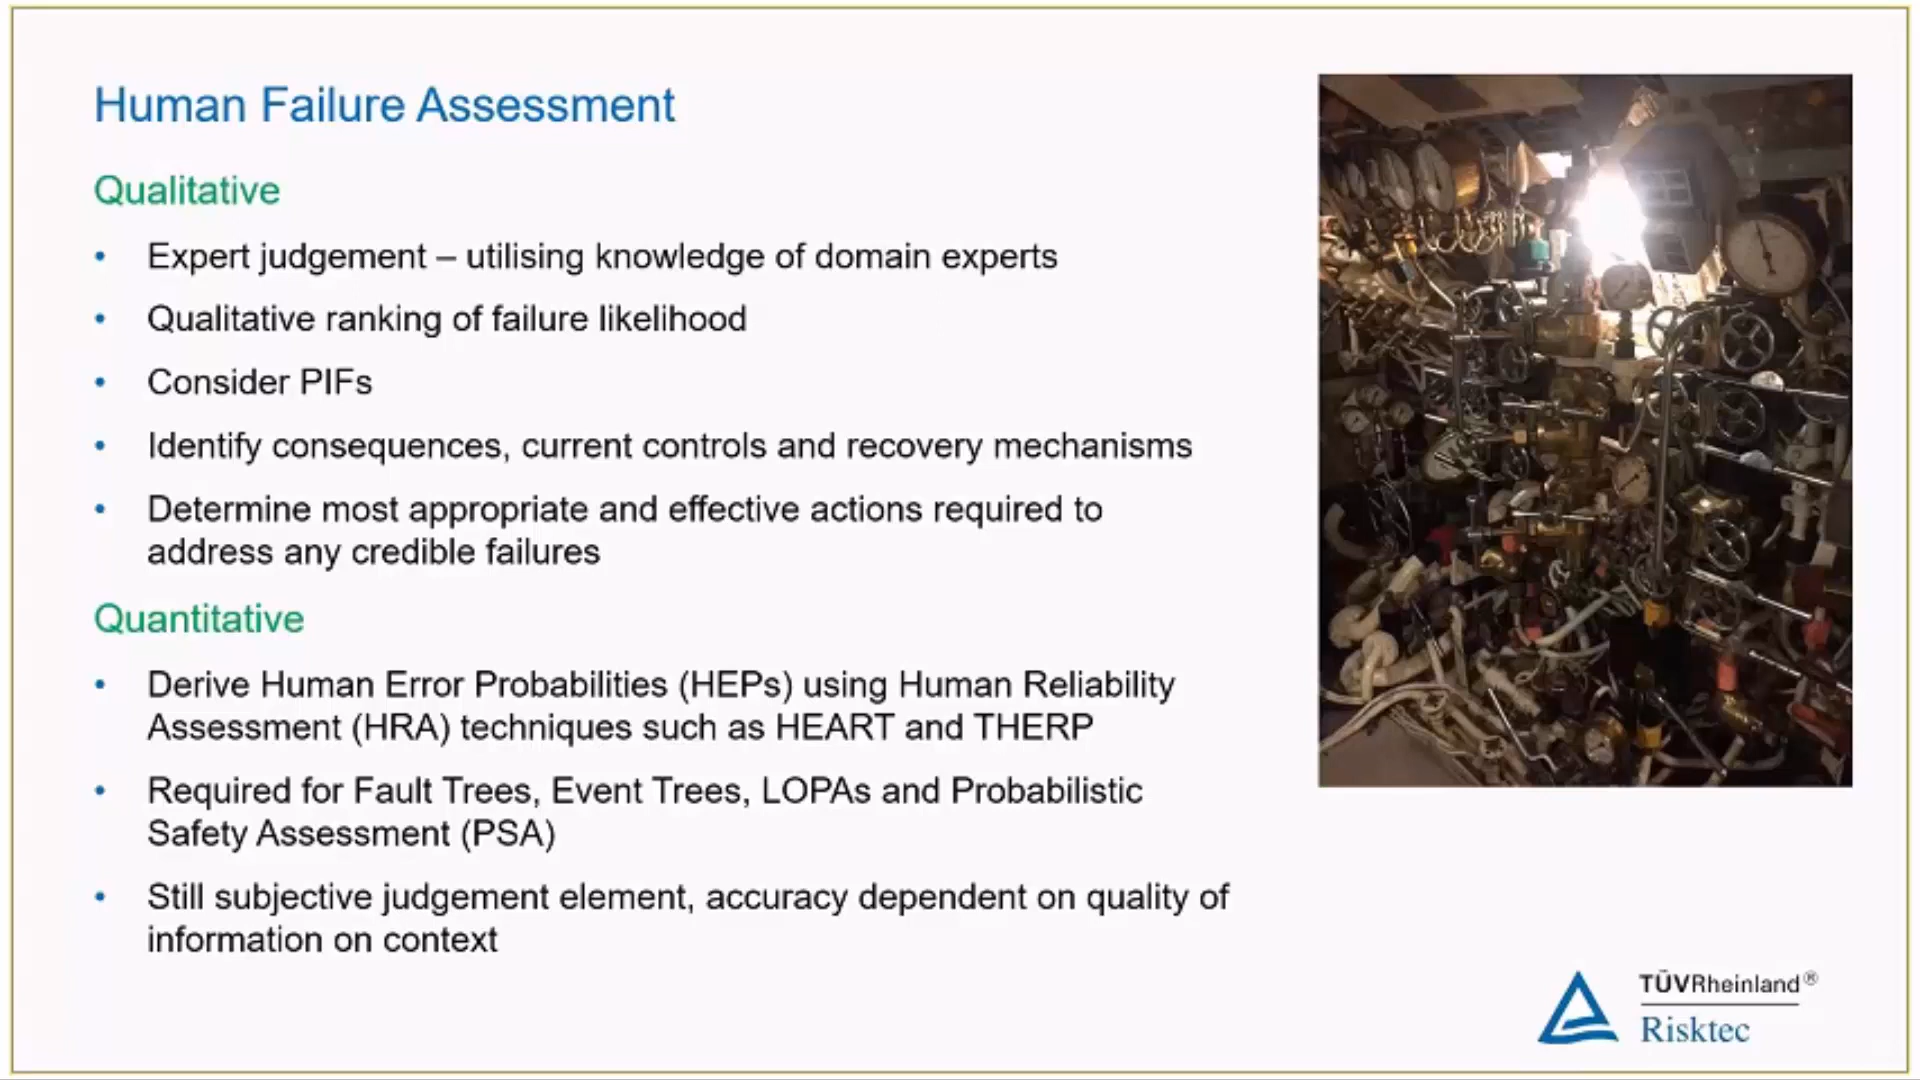 Human Failure Assessment
Qualitative
• Expert judgement – utilising knowledge of domain experts
• Qualitative ranking of failure likelihood
• Consider PIFs
• Identify consequences, current controls and recovery mechanisms
• Determine most appropriate and effective actions required to
address any credible failures
Quantitative
• Derive Human Error Probabilities (HEPs) using Human Reliability
Assessment (HRA) techniques such as HEART and THERP
• Required for Fault Trees, Event Trees, LOPAs and Probabilistic
Safety Assessment (PSA)
• Still subjective judgement element, accuracy dependent on quality of
information on context
TÜVRheinland®
Risktec